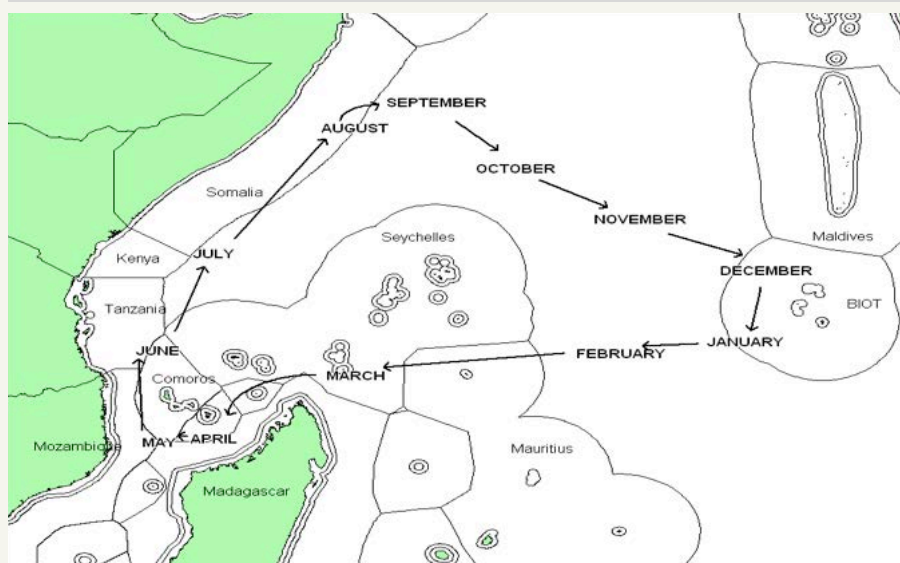 SEPTEMBER
AUGUST
OCTOBER
Somalia
NOVEMBER
Seychelles
Maldives
Kenya
JULY
DECEMBER
BIOT
Tanzania
JANUARY
JUNE
FEBRUARY
MARCH
Comoros
MAY
APRIL
Mozambique
Mauritius
Madagascar